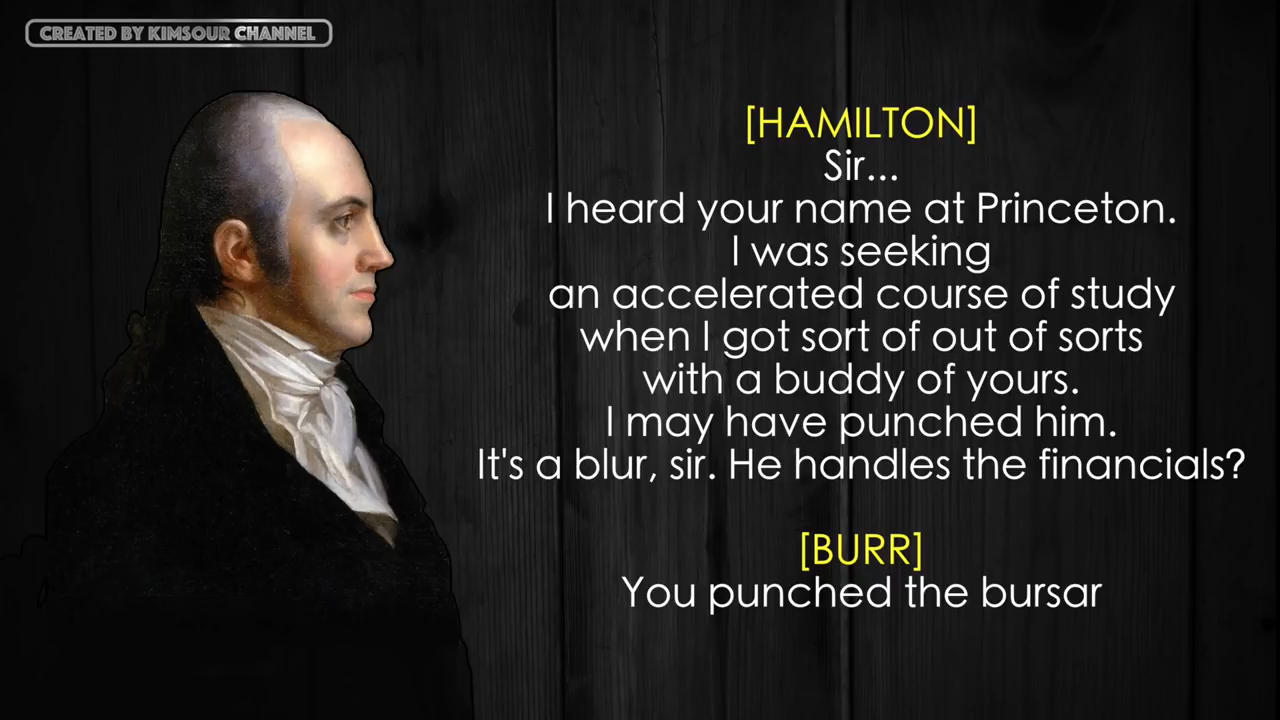 CREATED BY KIMSOUR CHANNEL
[HAMILTON]
Sir...
I heard your name at Princeton.
I was seeking
an accelerated course of study
when I got sort of out of sorts
with a buddy of yours.
I may have punched him.
It's a blur, sir. He handles the financials?
[BURR]
You punched the bursar